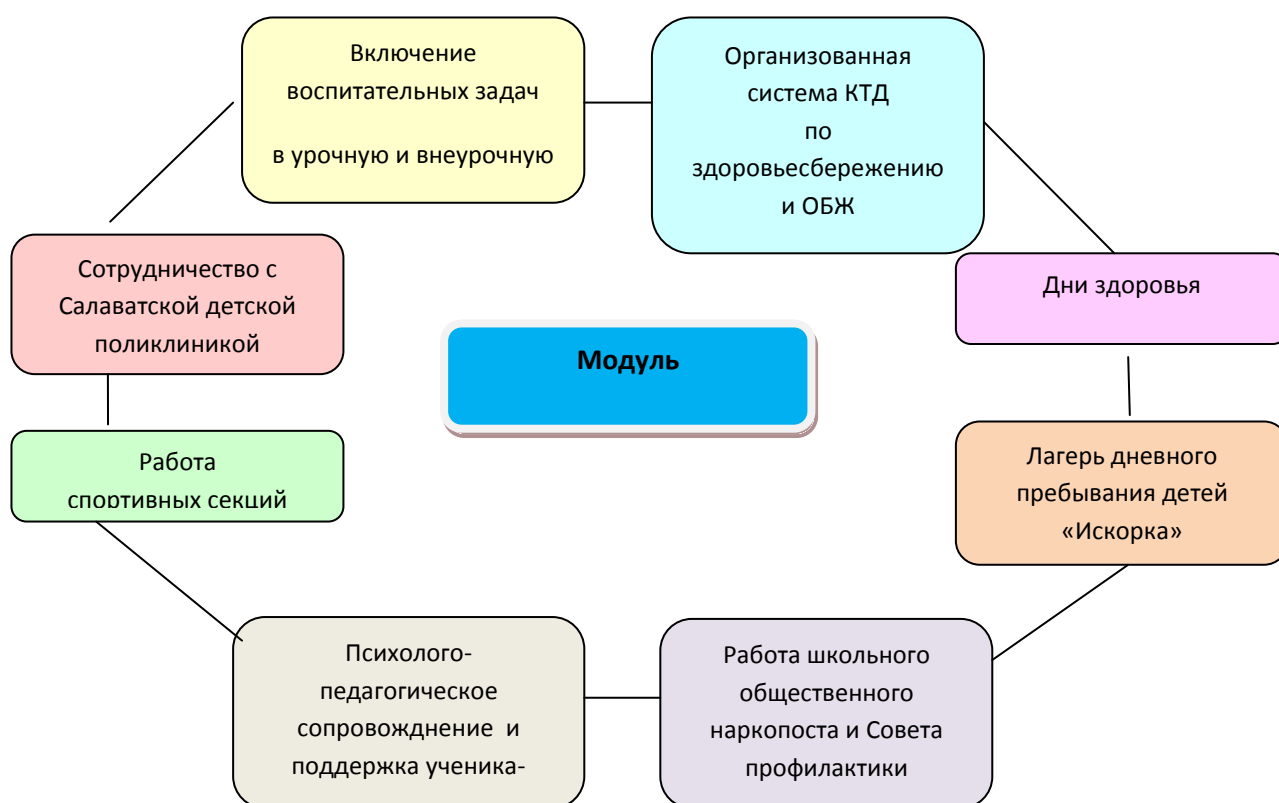 Включение
воспитательных задач
в урочную и внеурочную
Организованная
система КТД
по
здоровьесбережению
и ОБЖ
Сотрудничество с
Салаватской детской
поликлиникой
Дни здоровья
Модуль
Работа
спортивных секций
Лагерь дневного
пребывания детей
«Искорка»
Психолого-
педагогическое
сопровожднение и
поддержка ученика-
Работа школьного
общественного
наркопоста и Совета
профилактики